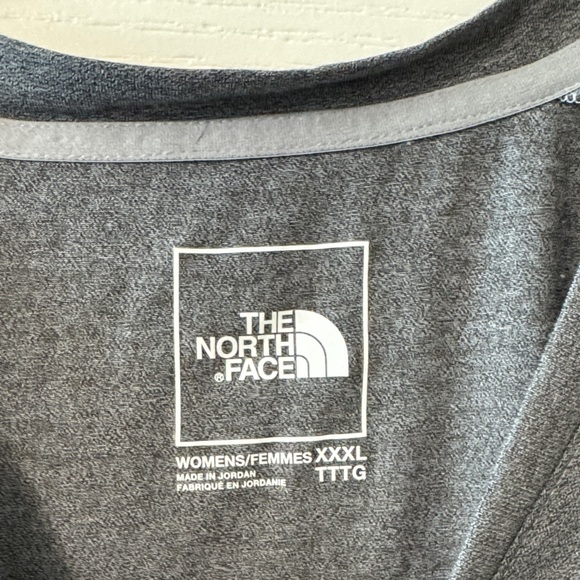 THE
NORTH
®FACE
WOMENS/FEMMES XXXL
MADE IN JORDAN TTTG
FABRIQUÉ EN JORDANIE